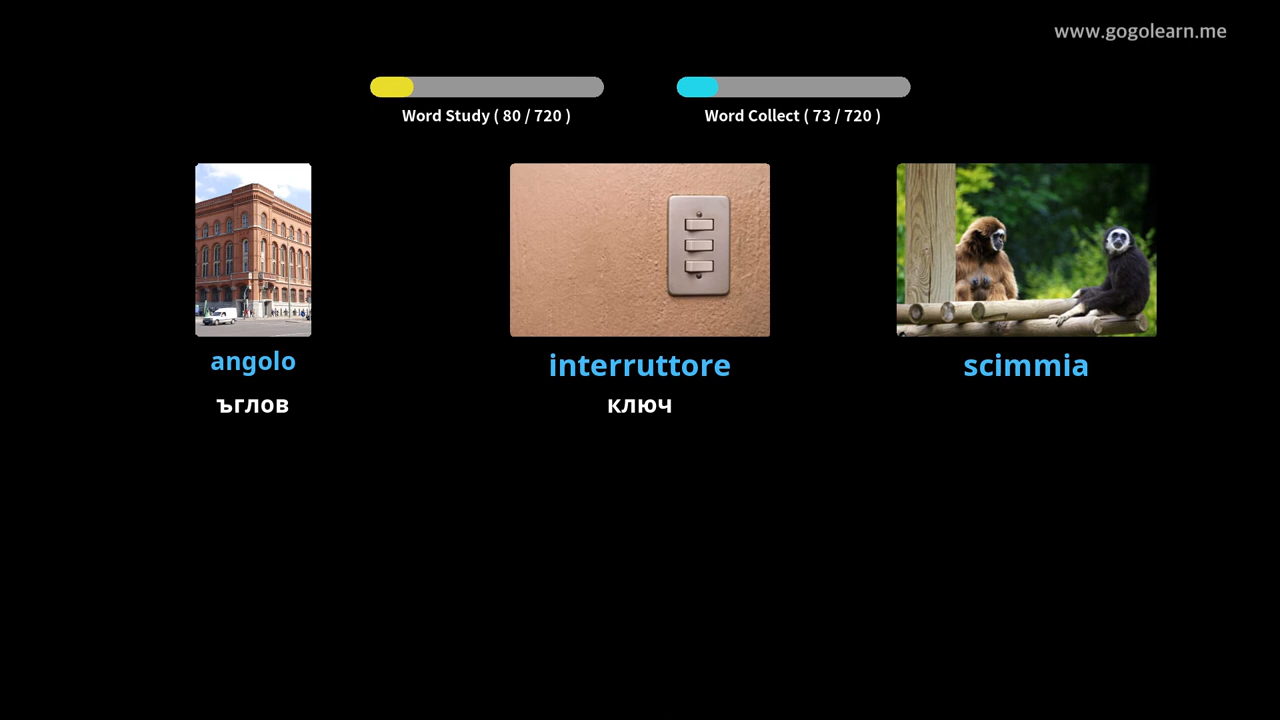 www.gogolearn.me
Word Study ( 80 / 720 )
Word Collect ( 73 / 720 )
angolo
interruttore
scimmia
ъглов
ключ